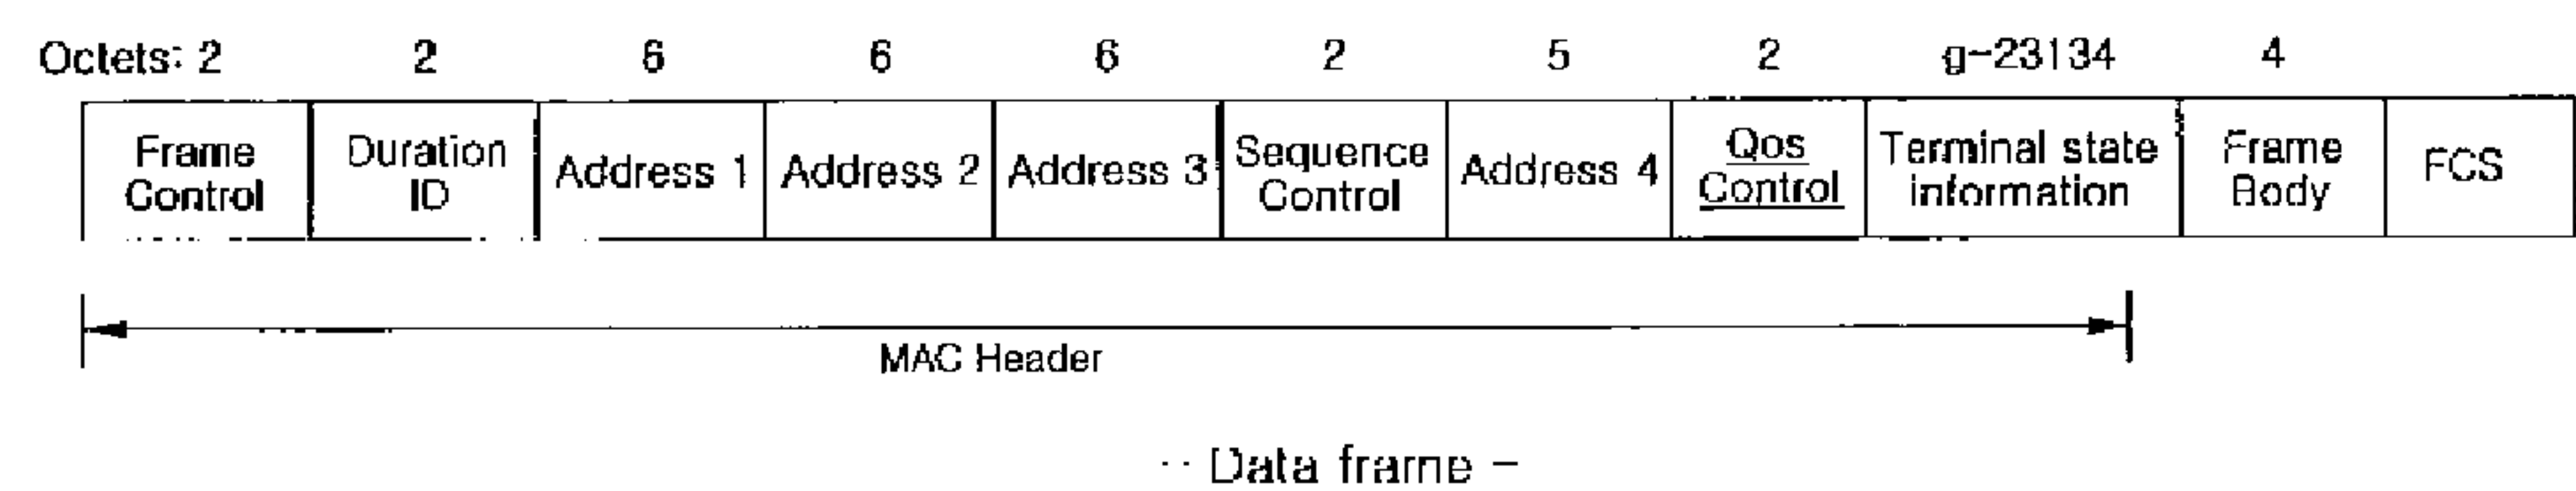 Octets: 2 2 6 6 6 2 5 2 g-23134 4
Frame Control
Duration ID
Address 1
Address 2
Address 3
Sequence Control
Address 4
Qos Control
Terminal state information
Frame Body
FCS
MAC Header
- Data frame -